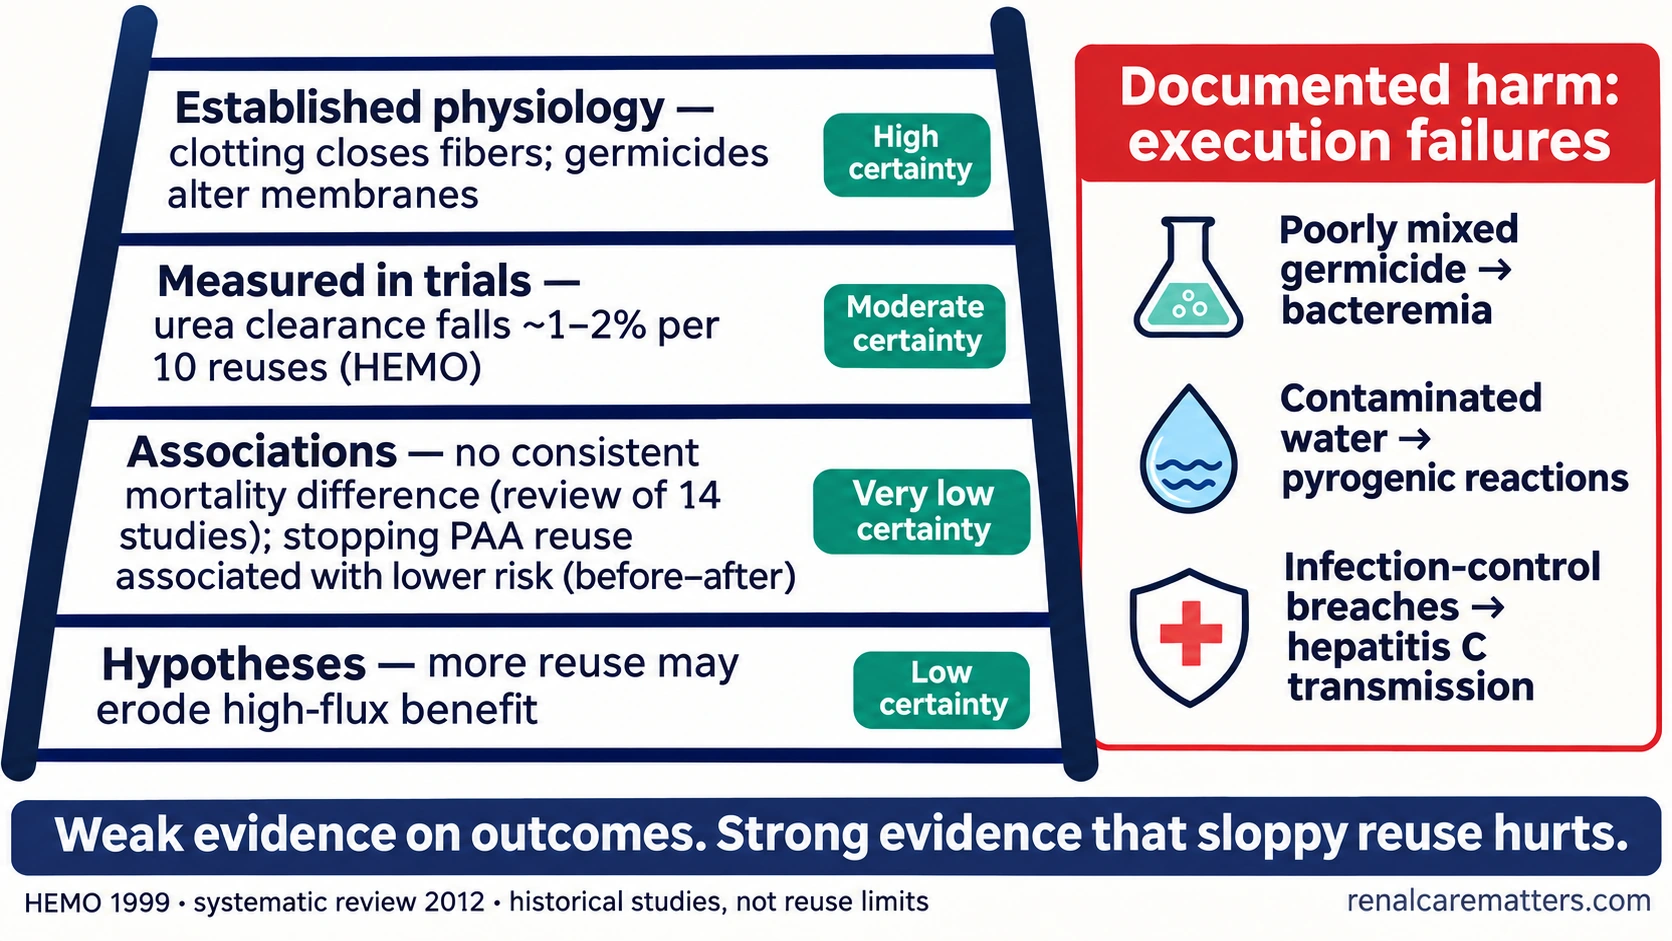 Established physiology —
clotting closes fibers; germicides
alter membranes
High
certainty
Measured in trials —
urea clearance falls ~1–2% per
10 reuses (HEMO)
Moderate
certainty
Associations — no consistent
mortality difference (review of 14
studies); stopping PAA reuse
associated with lower risk (before–after)
Very low
certainty
Hypotheses — more reuse may
erode high-flux benefit
Low
certainty
Documented harm:
execution failures
Poorly mixed
germicide →
bacteremia
Contaminated
water →
pyrogenic reactions
Infection-control
breaches →
hepatitis C
transmission
Weak evidence on outcomes. Strong evidence that sloppy reuse hurts.
HEMO 1999 • systematic review 2012 • historical studies, not reuse limits
renalcarematters.com